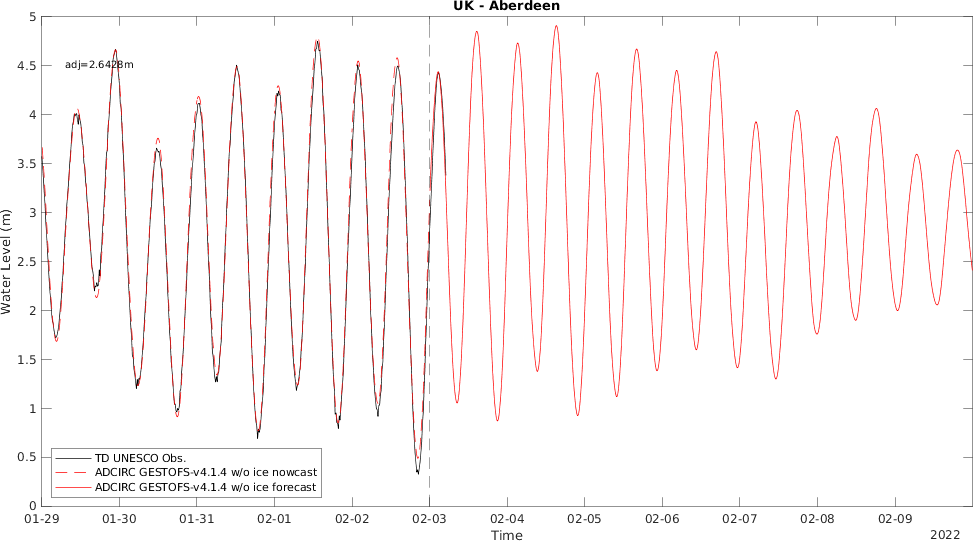 UK - Aberdeen
5
4.5
4
3.5
3
2.5
2
1.5
1
0.5
0
Water Level (m)
adj=2.6428m
TD UNESCO Obs.
ADCIRC GESTOFS-v4.1.4 w/o ice nowcast
ADCIRC GESTOFS-v4.1.4 w/o ice forecast
01-29 01-30 01-31 02-01 02-02 02-03 02-04 02-05 02-06 02-07 02-08 02-09
Time
2022